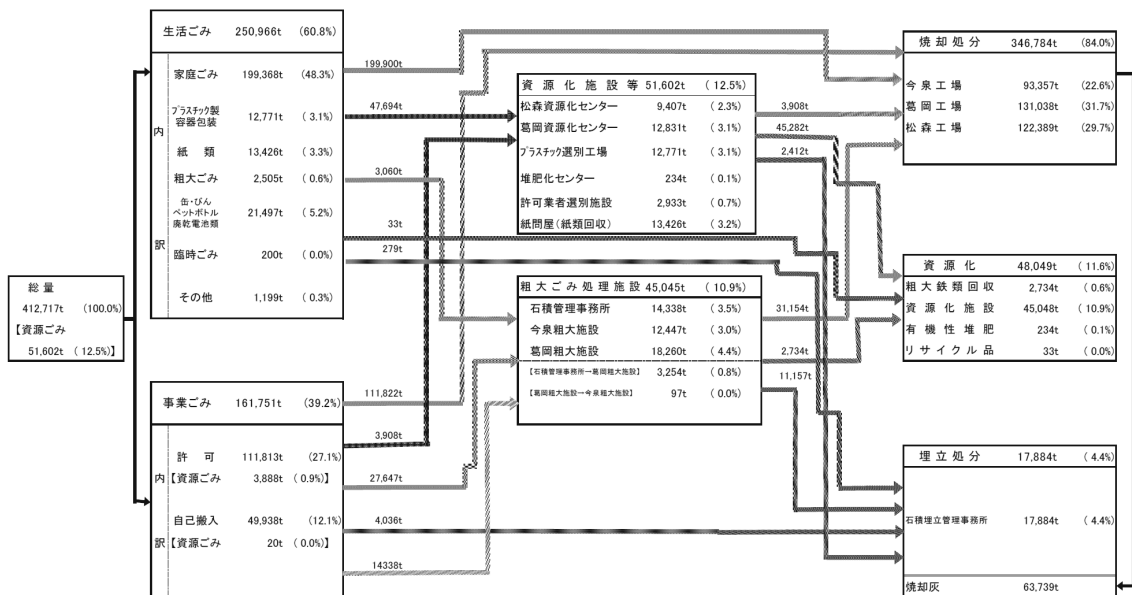 総量
412,717t (100.0%)
【資源ごみ
51,602t ( 12.5%)】
生活ごみ 250,966t (60.8%)
内
訳
家庭ごみ 199,368t (48.3%)
プラスチック製
容器包装 12,771t ( 3.1%)
紙 類 13,426t ( 3.3%)
粗大ごみ 2,505t ( 0.6%)
缶・びん
ペットボトル
廃乾電池類 21,497t ( 5.2%)
臨時ごみ 200t ( 0.0%)
その他 1,199t ( 0.3%)
事業ごみ 161,751t (39.2%)
内
訳
許 可 111,813t (27.1%)
【資源ごみ 3,888t ( 0.9%)】
自己搬入 49,938t (12.1%)
【資源ごみ 20t ( 0.0%)】
199,900t
47,694t
3,060t
33t
279t
111,822t
3,908t
27,647t
4,036t
14338t
資 源 化 施 設 等 51,602t ( 12.5%)
松森資源化センター 9,407t ( 2.3%)
葛岡資源化センター 12,831t ( 3.1%)
プラスチック選別工場 12,771t ( 3.1%)
堆肥化センター 234t ( 0.1%)
許可業者選別施設 2,933t ( 0.7%)
紙問屋(紙類回収) 13,426t ( 3.2%)
粗大ごみ処理施設 45,045t ( 10.9%)
石積管理事務所 14,338t ( 3.5%)
今泉粗大施設 12,447t ( 3.0%)
葛岡粗大施設 18,260t ( 4.4%)
【石積管理事務所→葛岡粗大施設】 3,254t ( 0.8%)
【葛岡粗大施設→今泉粗大施設】 97t ( 0.0%)
3,908t
45,282t
2,412t
31,154t
2,734t
11,157t
焼 却 処 分 346,784t (84.0%)
今 泉 工 場 93,357t (22.6%)
葛 岡 工 場 131,038t (31.7%)
松 森 工 場 122,389t (29.7%)
資 源 化 48,049t ( 11.6%)
粗 大 鉄 類 回 収 2,734t ( 0.6%)
資 源 化 施 設 45,048t ( 10.9%)
有 機 性 堆 肥 234t ( 0.1%)
リ サ イ ク ル 品 33t ( 0.0%)
埋 立 処 分 17,884t ( 4.4%)
石積埋立管理事務所 17,884t ( 4.4%)
焼却灰 63,739t